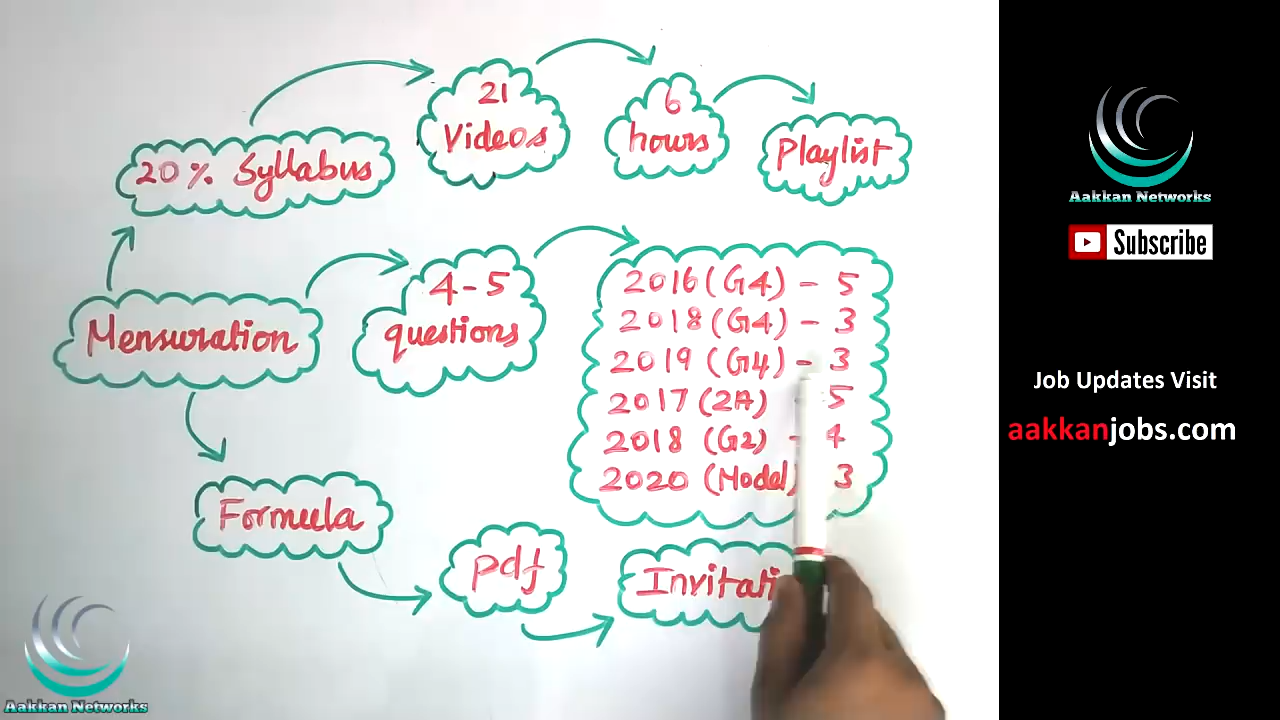 21
Videos
6
hours
Playlist
20% Syllabus
Mensuration
4-5
questions
2016 (G4) - 5
2018 (G4) - 3
2019 (G4) - 3
2017 (2A) - 5
2018 (G2) - 4
2020 (Model) 3
Formula
pdf
Invitati
Aakkan Networks
Subscribe
Job Updates Visit
aakkanjobs.com
Aakkan Networks